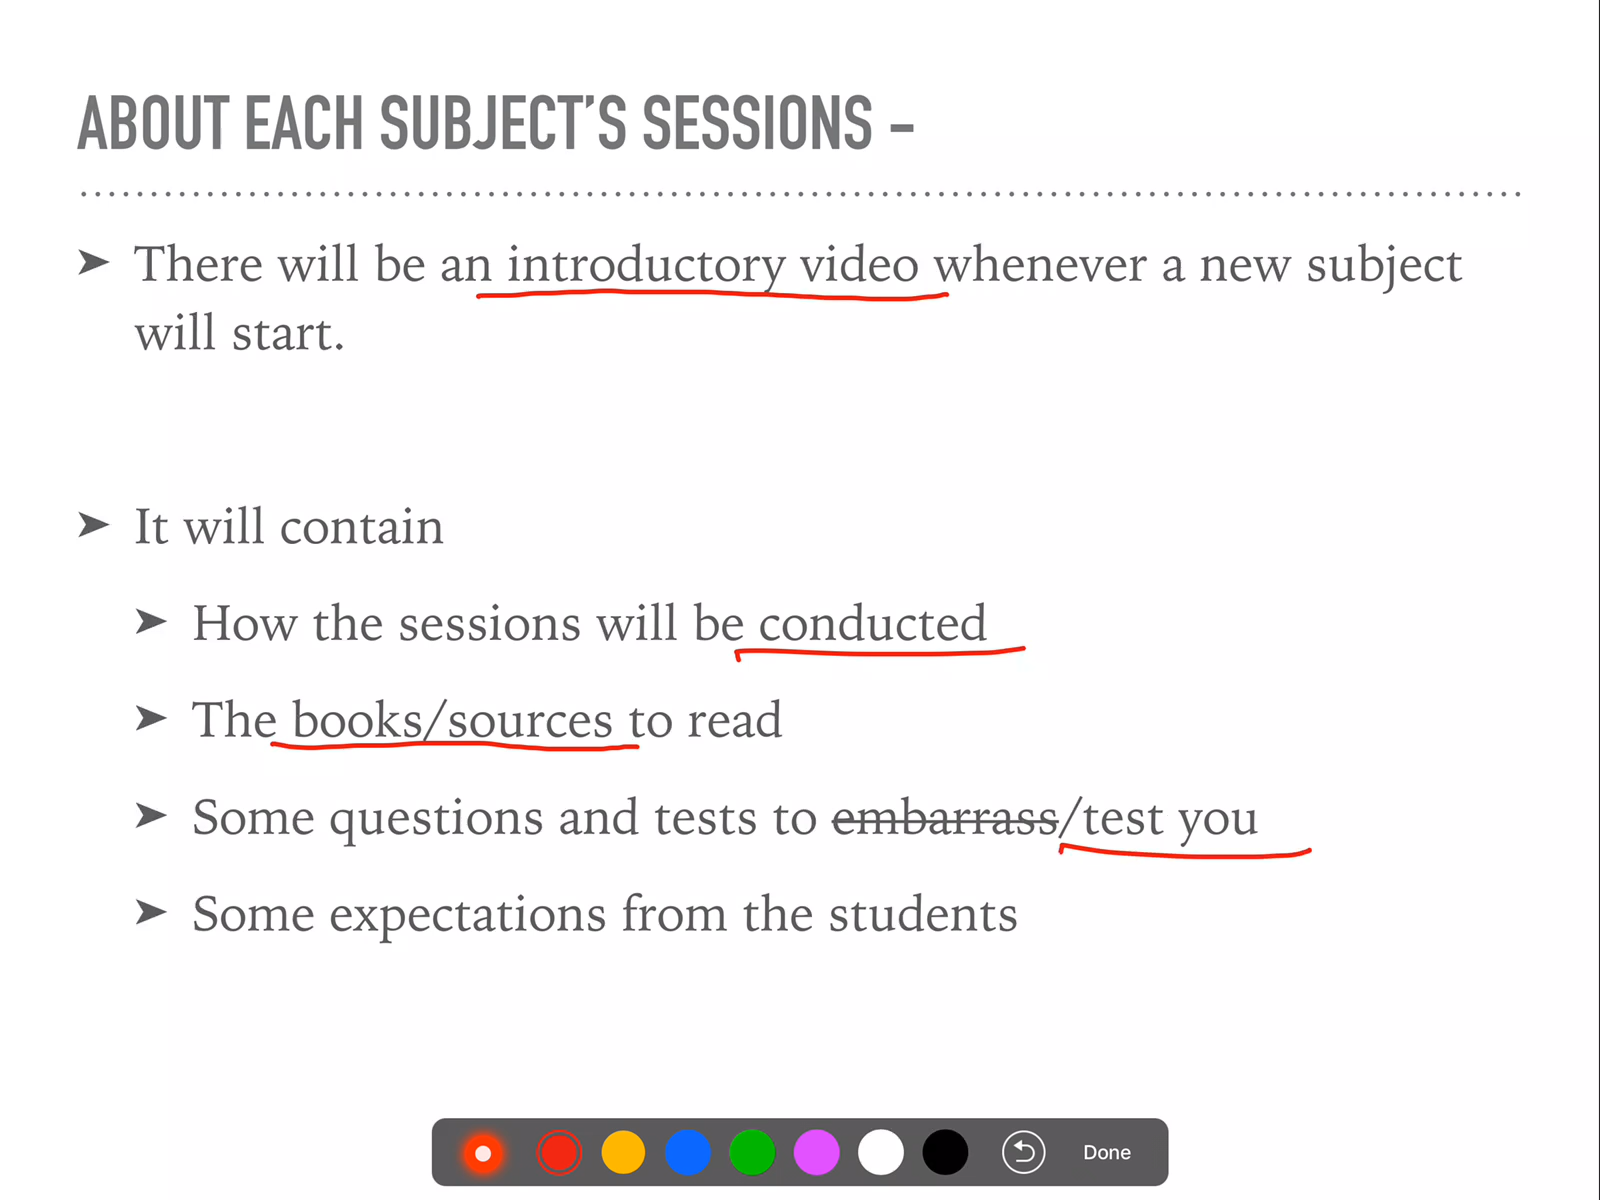 ABOUT EACH SUBJECT’S SESSIONS –
➤ There will be an introductory video whenever a new subject
will start.
➤ It will contain
➤ How the sessions will be conducted
➤ The books/sources to read
➤ Some questions and tests to embarrass/test you
➤ Some expectations from the students
Done